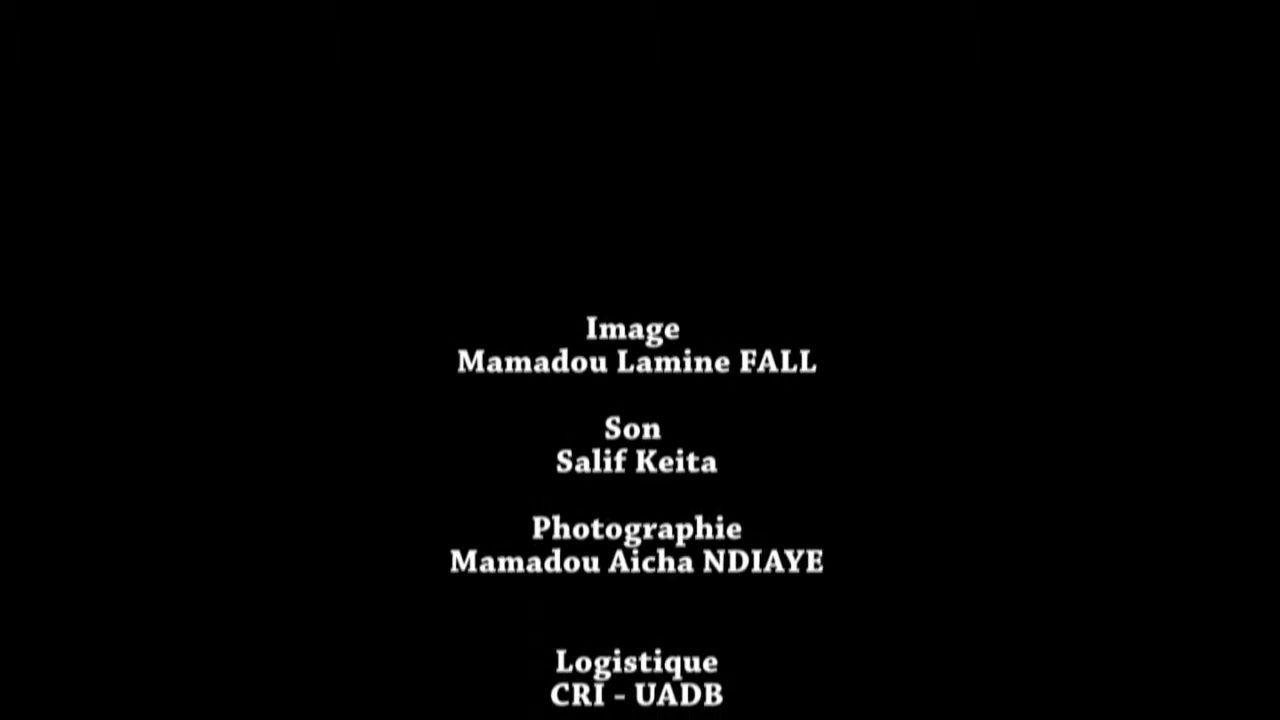 Image
Mamadou Lamine FALL
Son
Salif Keita
Photographie
Mamadou Aicha NDIAYE
Logistique
CRI - UADB